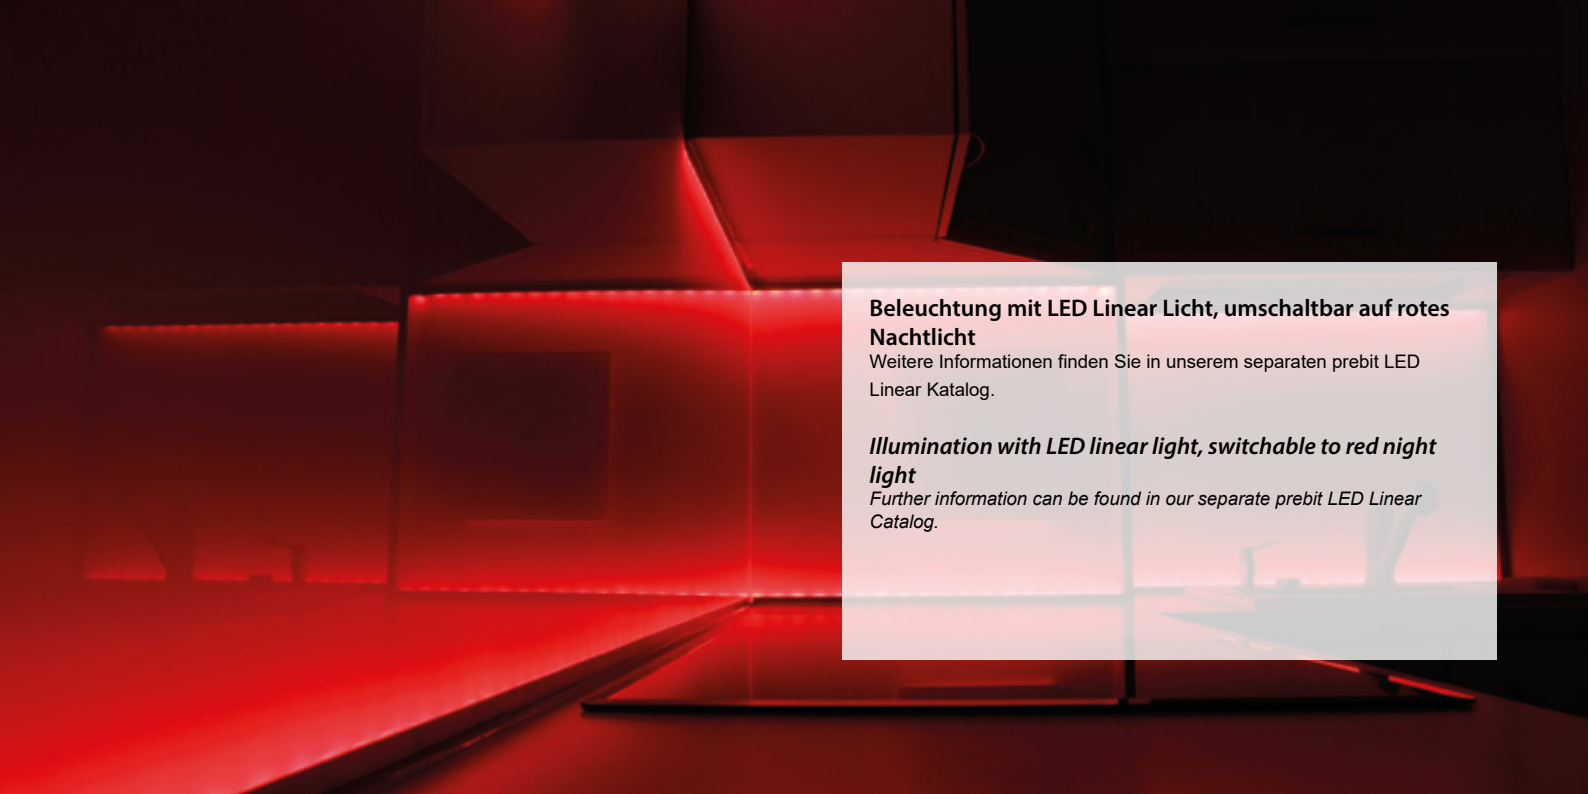 Beleuchtung mit LED Linear Licht, umschaltbar auf rotes
Nachtlicht
Weitere Informationen finden Sie in unserem separaten prebit LED
Linear Katalog.
Illumination with LED linear light, switchable to red night
light
Further information can be found in our separate prebit LED Linear
Catalog.